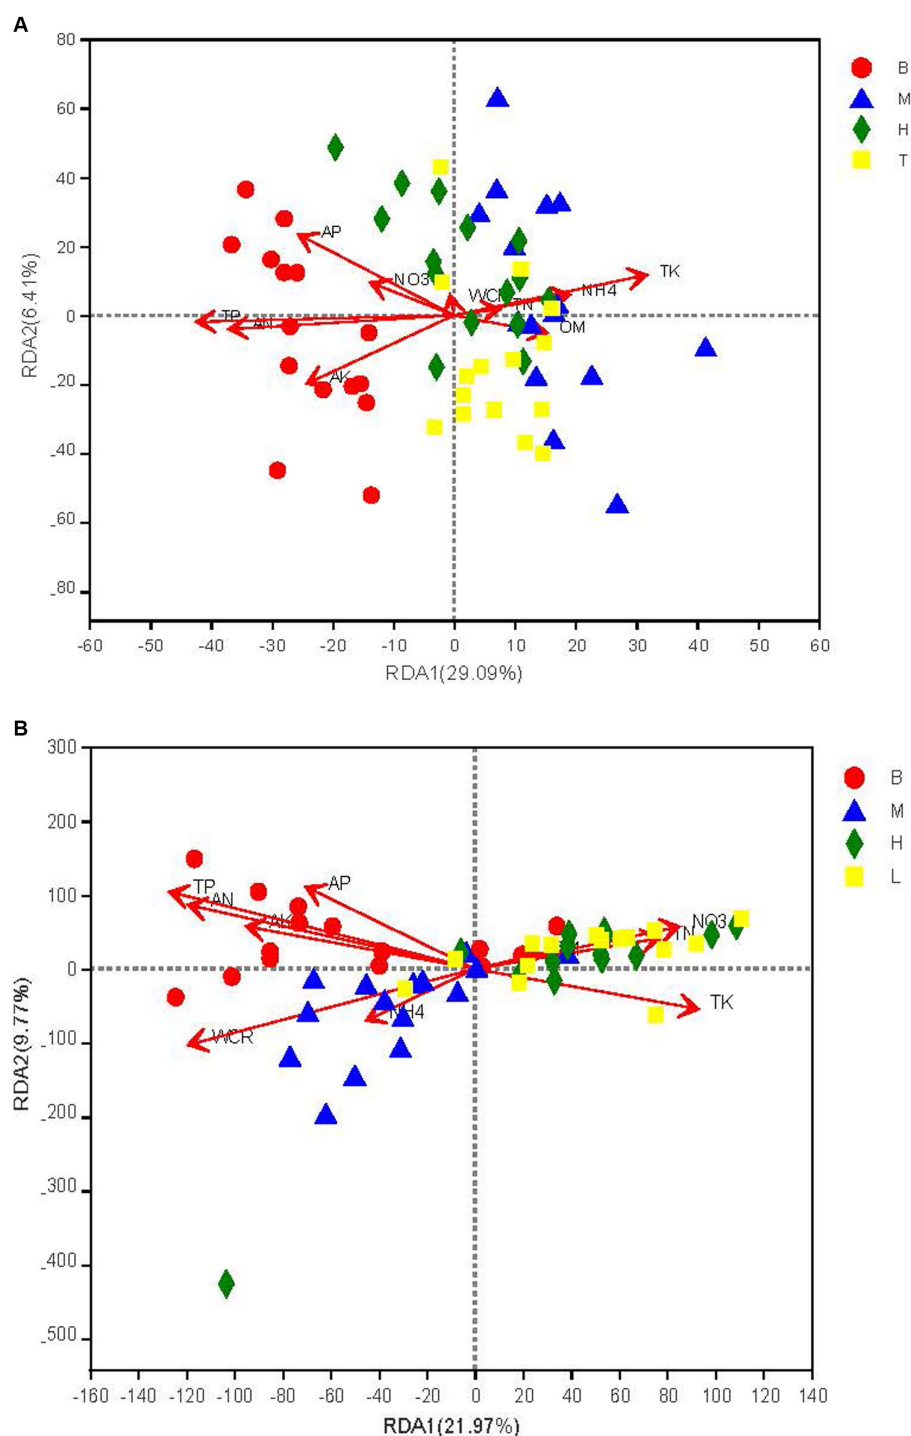 A
80
60
40
20
0
-20
-40
-60
-80
RDA2(6.41%)
-60 -50 -40 -30 -20 -10 0 10 20 30 40 50 60
RDA1(29.09%)
AP
NO3
TP
AN
AK
TN
NH4
TK
OM
B
M
H
T
B
300
200
100
0
-100
-200
-300
-400
-500
RDA2(9.77%)
-160 -140 -120 -100 -80 -60 -40 -20 0 20 40 60 80 100 120 140
RDA1(21.97%)
TP
AN
AK
AP
NO3
TN
TK
NH4
WCR
B
M
H
L